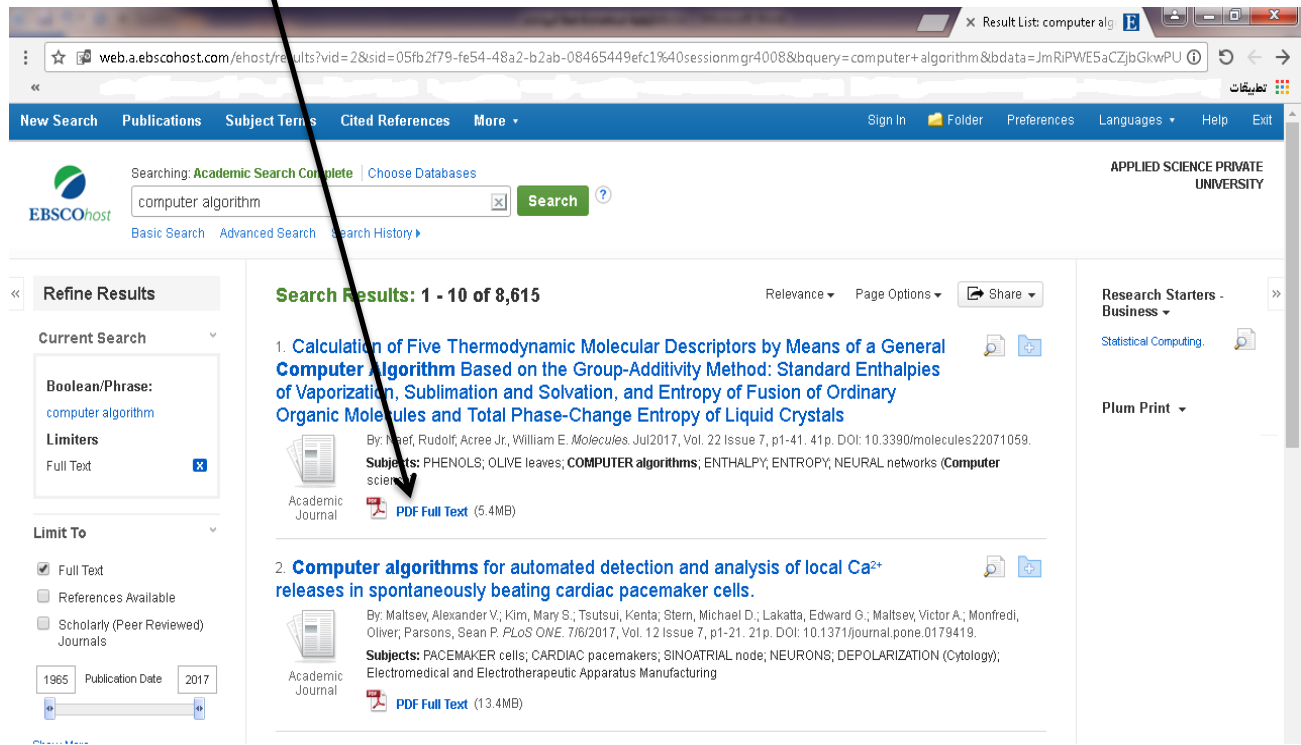 Result List: computer alg
web.a.ebscohost.com/ehost/results?vid=2&sid=05fb2f79-fe54-48a2-b2ab-08465449efc1%40sessionmgr4008&bquery=computer+algorithm&bdata=JmRiPWE5aCZjbGkwPU
«
تطبيقات
New Search Publications Subject Terms Cited References More Sign In Folder Preferences Languages Help Exit
Searching: Academic Search Complete Choose Databases
APPLIED SCIENCE PRIVATE
UNIVERSITY
EBSCOhost
computer algorithm
Search ?
Basic Search Advanced Search Search History
« Refine Results
Current Search
Boolean/Phrase:
computer algorithm
Limiters
Full Text
Limit To
Full Text
References Available
Scholarly (Peer Reviewed)
Journals
1965 Publication Date 2017
Search Results: 1 - 10 of 8,615 Relevance Page Options Share
1. Calculation of Five Thermodynamic Molecular Descriptors by Means of a General
Computer Algorithm Based on the Group-Additivity Method: Standard Enthalpies
of Vaporization, Sublimation and Solvation, and Entropy of Fusion of Ordinary
Organic Molecules and Total Phase-Change Entropy of Liquid Crystals
By: Naef, Rudolf; Acree Jr., William E. Molecules. Jul2017, Vol. 22 Issue 7, p1-41. 41p. DOI: 10.3390/molecules22071059.
Subjects: PHENOLS; OLIVE leaves; COMPUTER algorithms; ENTHALPY; ENTROPY; NEURAL networks (Computer
Academic
Journal
PDF Full Text (5.4MB)
2. Computer algorithms for automated detection and analysis of local Ca²⁺
releases in spontaneously beating cardiac pacemaker cells.
By: Maltsev, Alexander V.; Kim, Mary S.; Tsutsui, Kenta; Stern, Michael D.; Lakatta, Edward G.; Maltsev, Victor A.; Monfredi,
Oliver; Parsons, Sean P. PLoS ONE. 7/6/2017, Vol. 12 Issue 7, p1-21. 21p. DOI: 10.1371/journal.pone.0179419.
Subjects: PACEMAKER cells; CARDIAC pacemakers; SINOATRIAL node; NEURONS; DEPOLARIZATION (Cytology);
Electromedical and Electrotherapeutic Apparatus Manufacturing
Academic
Journal
PDF Full Text (13.4MB)
Research Starters - »
Business
Statistical Computing.
Plum Print